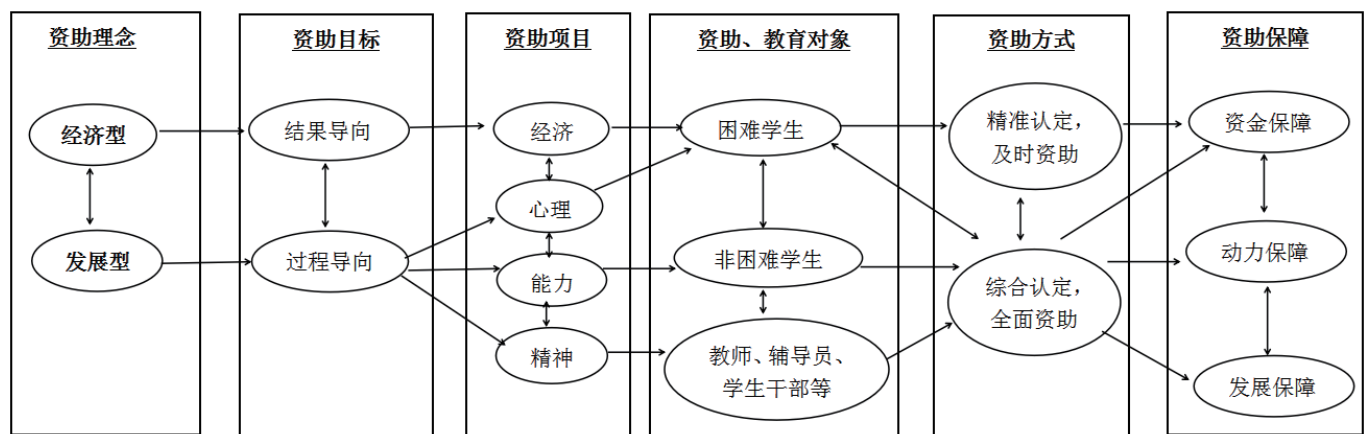 资助理念
经济型
发展型
资助目标
结果导向
过程导向
资助项目
经济
心理
能力
精神
资助、教育对象
困难学生
非困难学生
教师、辅导员、
学生干部等
资助方式
精准认定，
及时资助
综合认定，
全面资助
资助保障
资金保障
动力保障
发展保障